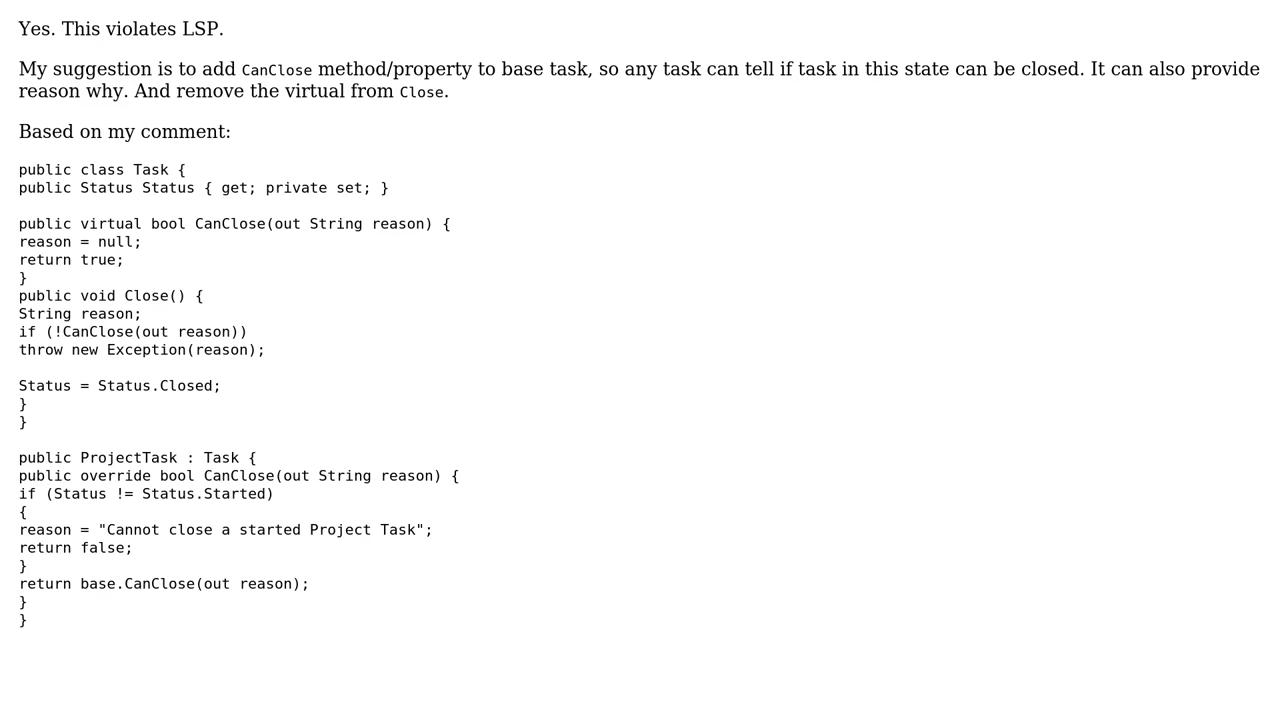 Yes. This violates LSP.
My suggestion is to add CanClose method/property to base task, so any task can tell if task in this state can be closed. It can also provide
reason why. And remove the virtual from Close.
Based on my comment:
public class Task {
public Status Status { get; private set; }
public virtual bool CanClose(out String reason) {
reason = null;
return true;
}
public void Close() {
String reason;
if (!CanClose(out reason))
throw new Exception(reason);
Status = Status.Closed;
}
}
public ProjectTask : Task {
public override bool CanClose(out String reason) {
if (Status != Status.Started)
{
reason = "Cannot close a started Project Task";
return false;
}
return base.CanClose(out reason);
}
}